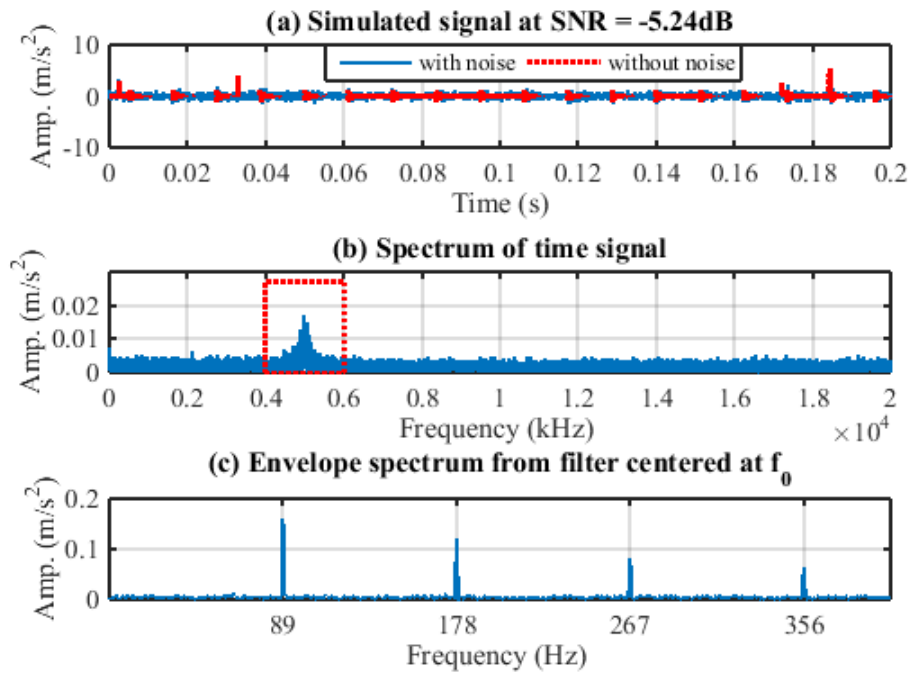 (a) Simulated signal at SNR = -5.24dB
with noise without noise
Amp. (m/s²)
10
0
-10
0 0.02 0.04 0.06 0.08 0.1 0.12 0.14 0.16 0.18 0.2
Time (s)
(b) Spectrum of time signal
Amp. (m/s²)
0.02
0.01
0
0 0.2 0.4 0.6 0.8 1 1.2 1.4 1.6 1.8 2
Frequency (kHz) ×10⁴
(c) Envelope spectrum from filter centered at f₀
Amp. (m/s²)
0.2
0.1
0
89 178 267 356
Frequency (Hz)